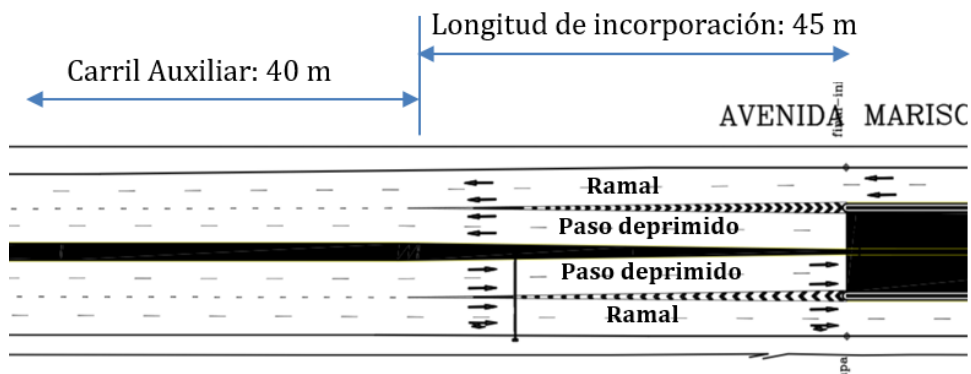 Longitud de incorporación: 45 m
Carril Auxiliar: 40 m
AVENIDA MARISC
Ramal
Paso deprimido
Paso deprimido
Ramal